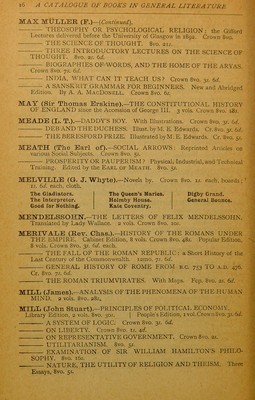 16 A CATALOGUE OF BOOKS IN GENERAL LITERATURE
MAX MÜLLER (F.)—(Continued).
—— THEOSOPHY OR PSYCHOLOGICAL RELIGION; the Gifford
Lectures delivered before the University of Glasgow in 1892. Crown 8vo.
—— THE SCIENCE OF THOUGHT. 8vo. 21s.
—— THREE INTRODUCTORY LECTURES ON THE SCIENCE OF
THOUGHT. 8vo. 2s. 6d.
—— BIOGRAPHIES OF WORDS, AND THE HOME OF THE ARYAS.
Crown 8vo. 7s. 6d.
—— INDIA, WHAT CAN IT TEACH US? Crown 8vo. 3s. 6d.
—— A SANSKRIT GRAMMAR FOR BEGINNERS. New and Abridged
Edition. By A. A. MACDONELL. Crown 8vo. 6s.
MAY (Sir Thomas Erskine).—THE CONSTITUTIONAL HISTORY
OF ENGLAND since the Accession of George III. 3 vols. Crown 8vo. 18s.
MEADE (L. T.).—DADDY'S BOY. With Illustrations. Crown 8vo. 3s. 6d.
—— DEB AND THE DUCHESS. Illust. by M. E. Edwards. Cr. 8vo. 3s. 6d.
—— THE BERESFORD PRIZE. Illustrated by M. E. Edwards. Cr. 8vo. 5s.
MEATH (The Earl of).—SOCIAL ARROWS: Reprinted Articles on
various Social Subjects. Crown 8vo. 5s.
—— PROSPERITY OR PAUPERISM? Physical, Industrial, and Technical
Training. Edited by the EARL OF MEATH. 8vo. 5s.
MELVILLE (G. J. Whyte).—Novels by. Crown 8vo. 1s. each, boards;
1s. 6d. each, cloth.
The Gladiators. | The Queen's Maries. | Digby Grand.
The Interpreter. | Holmby House. | General Bounce.
Good for Nothing. | Kate Coventry.
MENDELSSOHN.—THE LETTERS OF FELIX MENDELSSOHN.
Translated by Lady Wallace. 2 vols. Crown 8vo. 10s.
MERIVALE (Rev. Chas.).—HISTORY OF THE ROMANS UNDER
THE EMPIRE. Cabinet Edition, 8 vols. Crown 8vo. 48s. Popular Edition,
8 vols. Crown 8vo. 3s. 6d. each.
—— THE FALL OF THE ROMAN REPUBLIC: a Short History of the
Last Century of the Commonwealth. 12mo. 7s. 6d.
—— GENERAL HISTORY OF ROME FROM B.C. 753 TO A.D. 476.
Cr. 8vo. 7s. 6d.
—— THE ROMAN TRIUMVIRATES. With Maps. Fcp. 8vo. 2s. 6d.
MILL (James).—ANALYSIS OF THE PHENOMENA OF THE HUMAN
MIND. 2 vols. 8vo. 28s.
MILL (John Stuart).—PRINCIPLES OF POLITICAL ECONOMY.
Library Edition, 2 vols. 8vo. 30s. | People's Edition, 1 vol. Crown 8vo. 5s.
—— A SYSTEM OF LOGIC. Crown 8vo. 5s.
—— ON LIBERTY. Crown 8vo. 1s. 4d.
—— ON REPRESENTATIVE GOVERNMENT. Crown 8vo. 2s.
—— UTILITARIANISM. 8vo. 5s.
—— EXAMINATION OF SIR WILLIAM HAMILTON'S PHILO-
SOPHY. 8vo. 16s.
—— NATURE, THE UTILITY OF RELIGION AND THEISM. Three
Essays, 8vo. 5s.